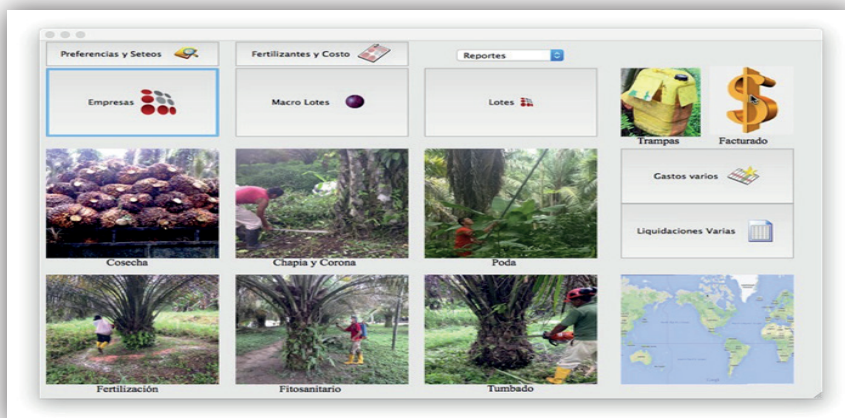 Preferencias y Seteos
Fertilizantes y Costo
Reportes
Empresas
Macro Lotes
Lotes
Trampas
Facturado
Gastos varios
Liquidaciones Varias
Cosecha
Chapia y Corona
Poda
Fertilización
Fitosanitario
Tumbado